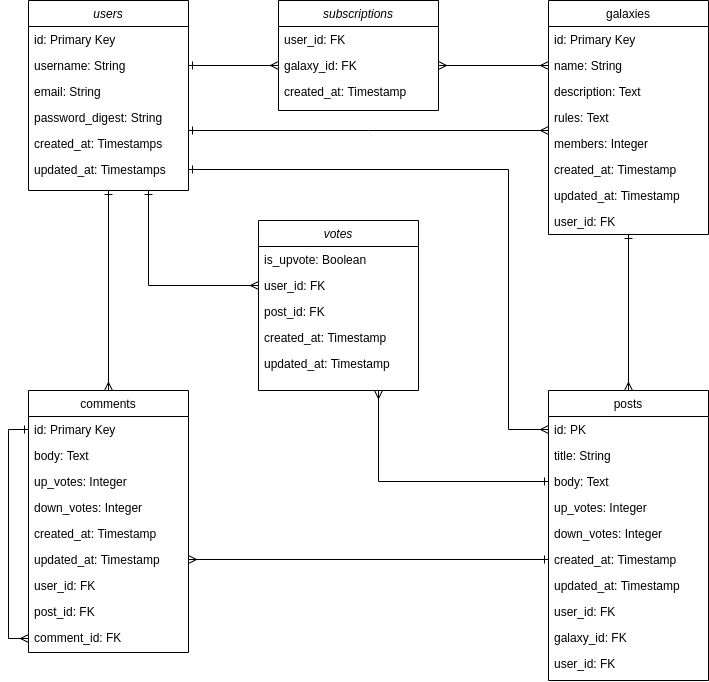 users
id: Primary Key
username: String
email: String
password_digest: String
created_at: Timestamps
updated_at: Timestamps
subscriptions
user_id: FK
galaxy_id: FK
created_at: Timestamp
galaxies
id: Primary Key
name: String
description: Text
rules: Text
members: Integer
created_at: Timestamp
updated_at: Timestamp
user_id: FK
votes
is_upvote: Boolean
user_id: FK
post_id: FK
created_at: Timestamp
updated_at: Timestamp
comments
id: Primary Key
body: Text
up_votes: Integer
down_votes: Integer
created_at: Timestamp
updated_at: Timestamp
user_id: FK
post_id: FK
comment_id: FK
posts
id: PK
title: String
body: Text
up_votes: Integer
down_votes: Integer
created_at: Timestamp
updated_at: Timestamp
user_id: FK
galaxy_id: FK
user_id: FK